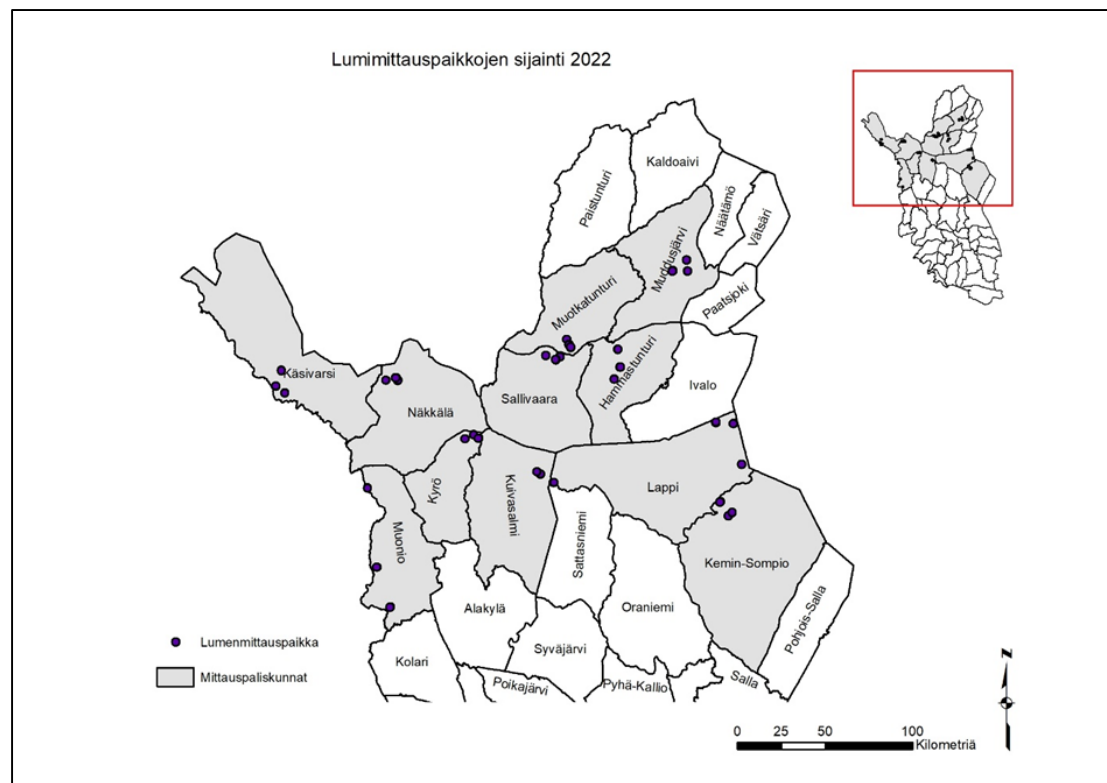 Lumimittauspaikkojen sijainti 2022
Kaldoaivi
Paistunturi
Näätämö
Vätsäri
Muddusjärvi
Paatsjoki
Muotkatunturi
Käsivarsi
Hammastunturi
Ivalo
Sallivaara
Näkkälä
Kyrö
Kuivasalmi
Lappi
Muonio
Sattasniemi
Kemin-Sompio
Alakylä
Oraniemi
Pohjois-Salla
Lumenmittauspaikka
Syväjärvi
Kolari
Mittauspaliskunnat
Poikajärvi
Pyhä-Kallio
Salla
N
0 25 50 100
Kilometriä